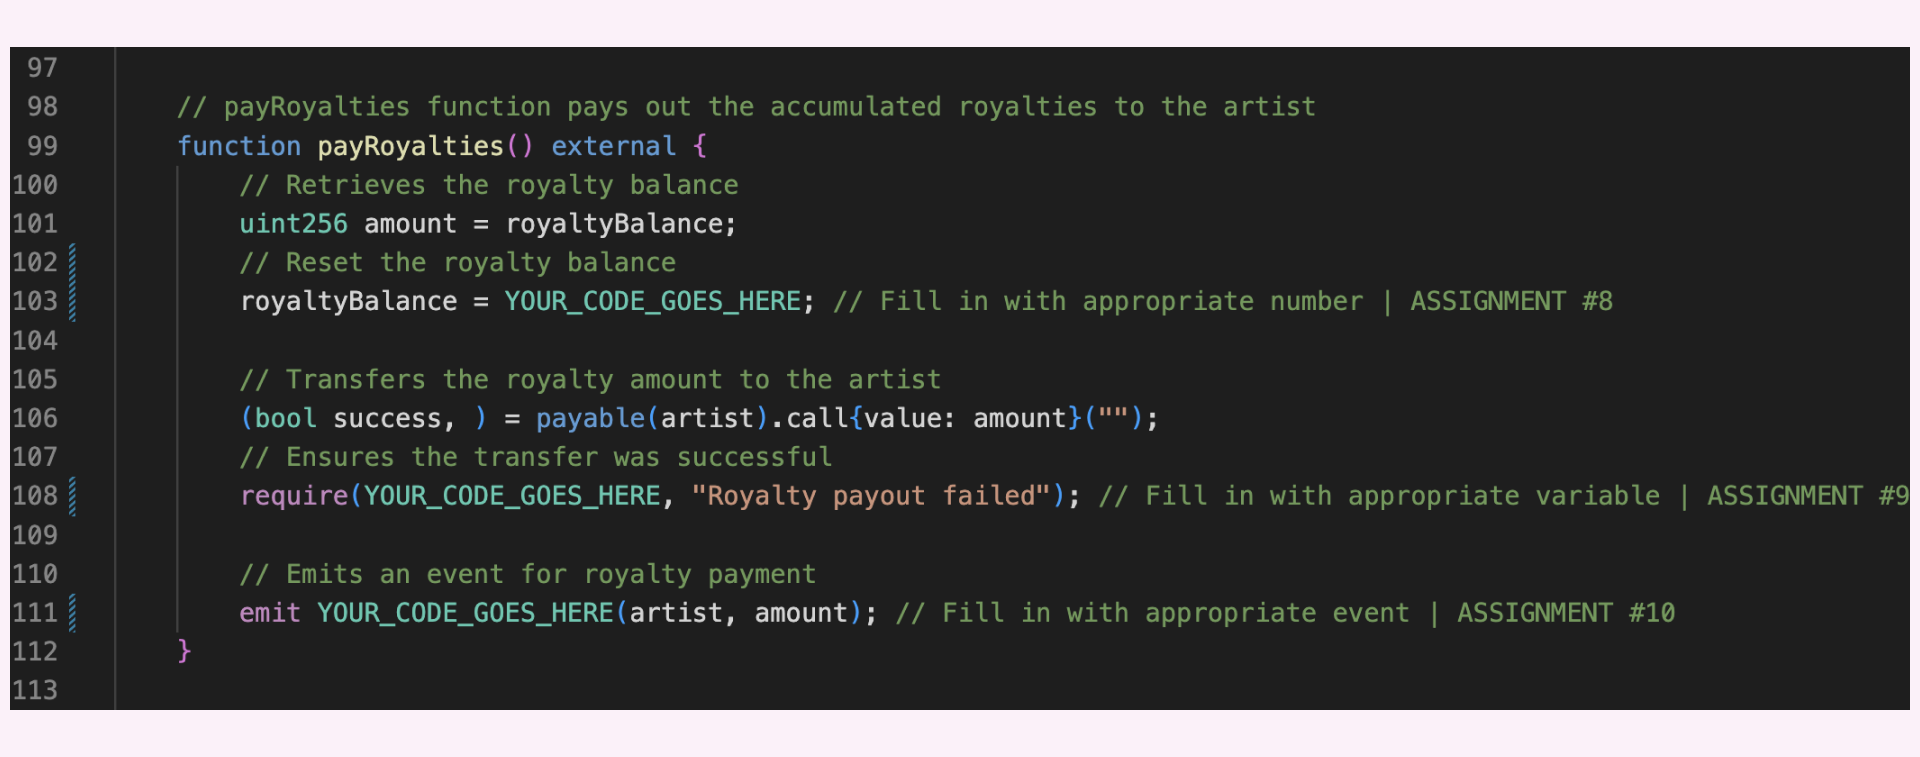 97
98 // payRoyalties function pays out the accumulated royalties to the artist
99 function payRoyalties() external {
100 // Retrieves the royalty balance
101 uint256 amount = royaltyBalance;
102 // Reset the royalty balance
103 royaltyBalance = YOUR_CODE_GOES_HERE; // Fill in with appropriate number | ASSIGNMENT #8
104
105 // Transfers the royalty amount to the artist
106 (bool success, ) = payable(artist).call{value: amount}("");
107 // Ensures the transfer was successful
108 require(YOUR_CODE_GOES_HERE, "Royalty payout failed"); // Fill in with appropriate variable | ASSIGNMENT #9
109
110 // Emits an event for royalty payment
111 emit YOUR_CODE_GOES_HERE(artist, amount); // Fill in with appropriate event | ASSIGNMENT #10
112 }
113